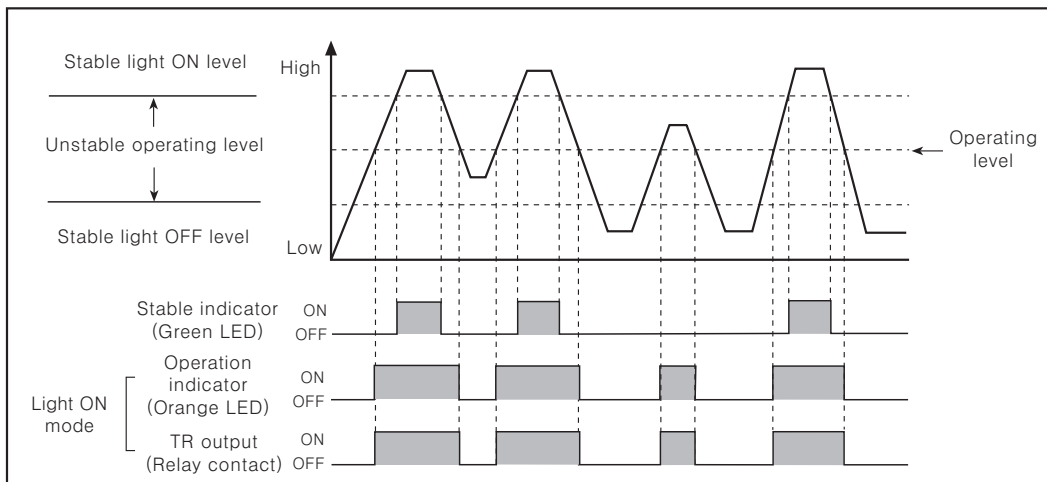 Stable light ON level
Unstable operating level
Stable light OFF level
High
Low
Operating
level
Stable indicator
(Green LED)
ON
OFF
Light ON
mode
Operation
indicator
(Orange LED)
ON
OFF
TR output
(Relay contact)
ON
OFF